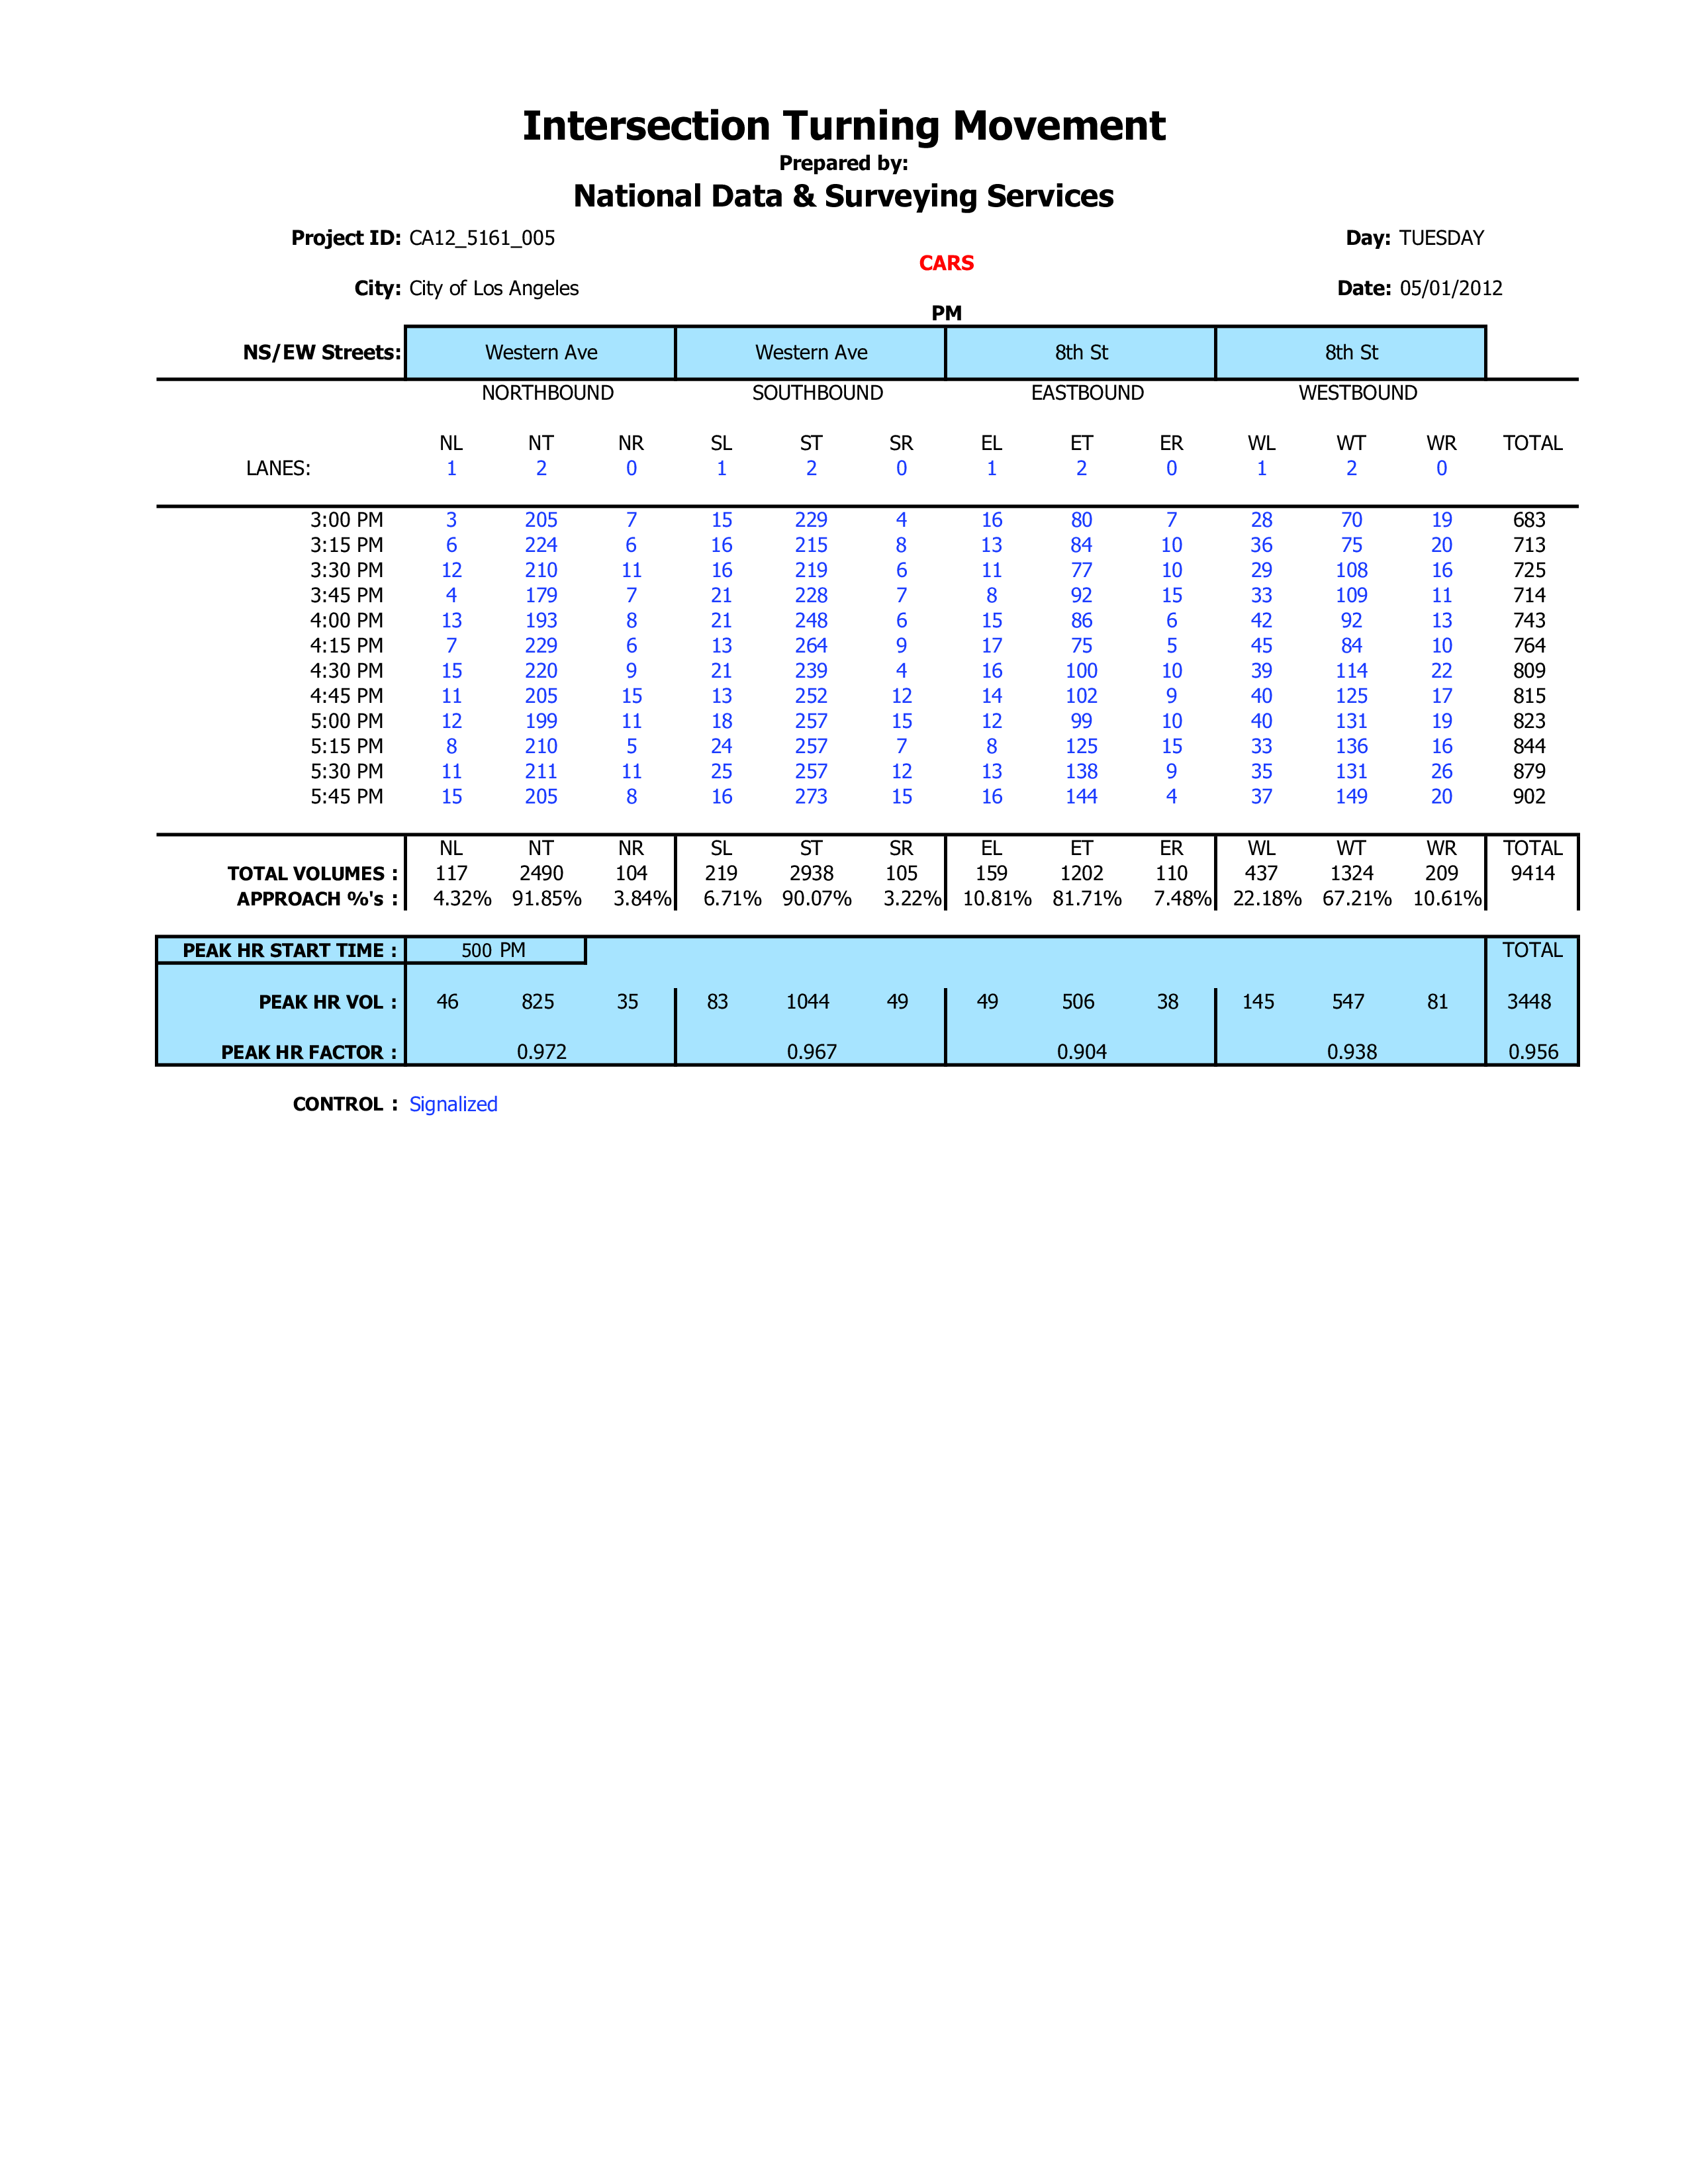 Intersection Turning Movement
Prepared by:
National Data & Surveying Services
Project ID: CA12_5161_005 Day: TUESDAY
CARS
City: City of Los Angeles Date: 05/01/2012
PM
NS/EW Streets: Western Ave Western Ave 8th St 8th St
NORTHBOUND SOUTHBOUND EASTBOUND WESTBOUND
NL NT NR SL ST SR EL ET ER WL WT WR TOTAL
LANES: 1 2 0 1 2 0 1 2 0 1 2 0
3:00 PM 3 205 7 15 229 4 16 80 7 28 70 19 683
3:15 PM 6 224 6 16 215 8 13 84 10 36 75 20 713
3:30 PM 12 210 11 16 219 6 11 77 10 29 108 16 725
3:45 PM 4 179 7 21 228 7 8 92 15 33 109 11 714
4:00 PM 13 193 8 21 248 6 15 86 6 42 92 13 743
4:15 PM 7 229 6 13 264 9 17 75 5 45 84 10 764
4:30 PM 15 220 9 21 239 4 16 100 10 39 114 22 809
4:45 PM 11 205 15 13 252 12 14 102 9 40 125 17 815
5:00 PM 12 199 11 18 257 15 12 99 10 40 131 19 823
5:15 PM 8 210 5 24 257 7 8 125 15 33 136 16 844
5:30 PM 11 211 11 25 257 12 13 138 9 35 131 26 879
5:45 PM 15 205 8 16 273 15 16 144 4 37 149 20 902
NL NT NR SL ST SR EL ET ER WL WT WR TOTAL
TOTAL VOLUMES : 117 2490 104 219 2938 105 159 1202 110 437 1324 209 9414
APPROACH %'s : 4.32% 91.85% 3.84% 6.71% 90.07% 3.22% 10.81% 81.71% 7.48% 22.18% 67.21% 10.61%
PEAK HR START TIME : 500 PM TOTAL
PEAK HR VOL : 46 825 35 83 1044 49 49 506 38 145 547 81 3448
PEAK HR FACTOR : 0.972 0.967 0.904 0.938 0.956
CONTROL : Signalized